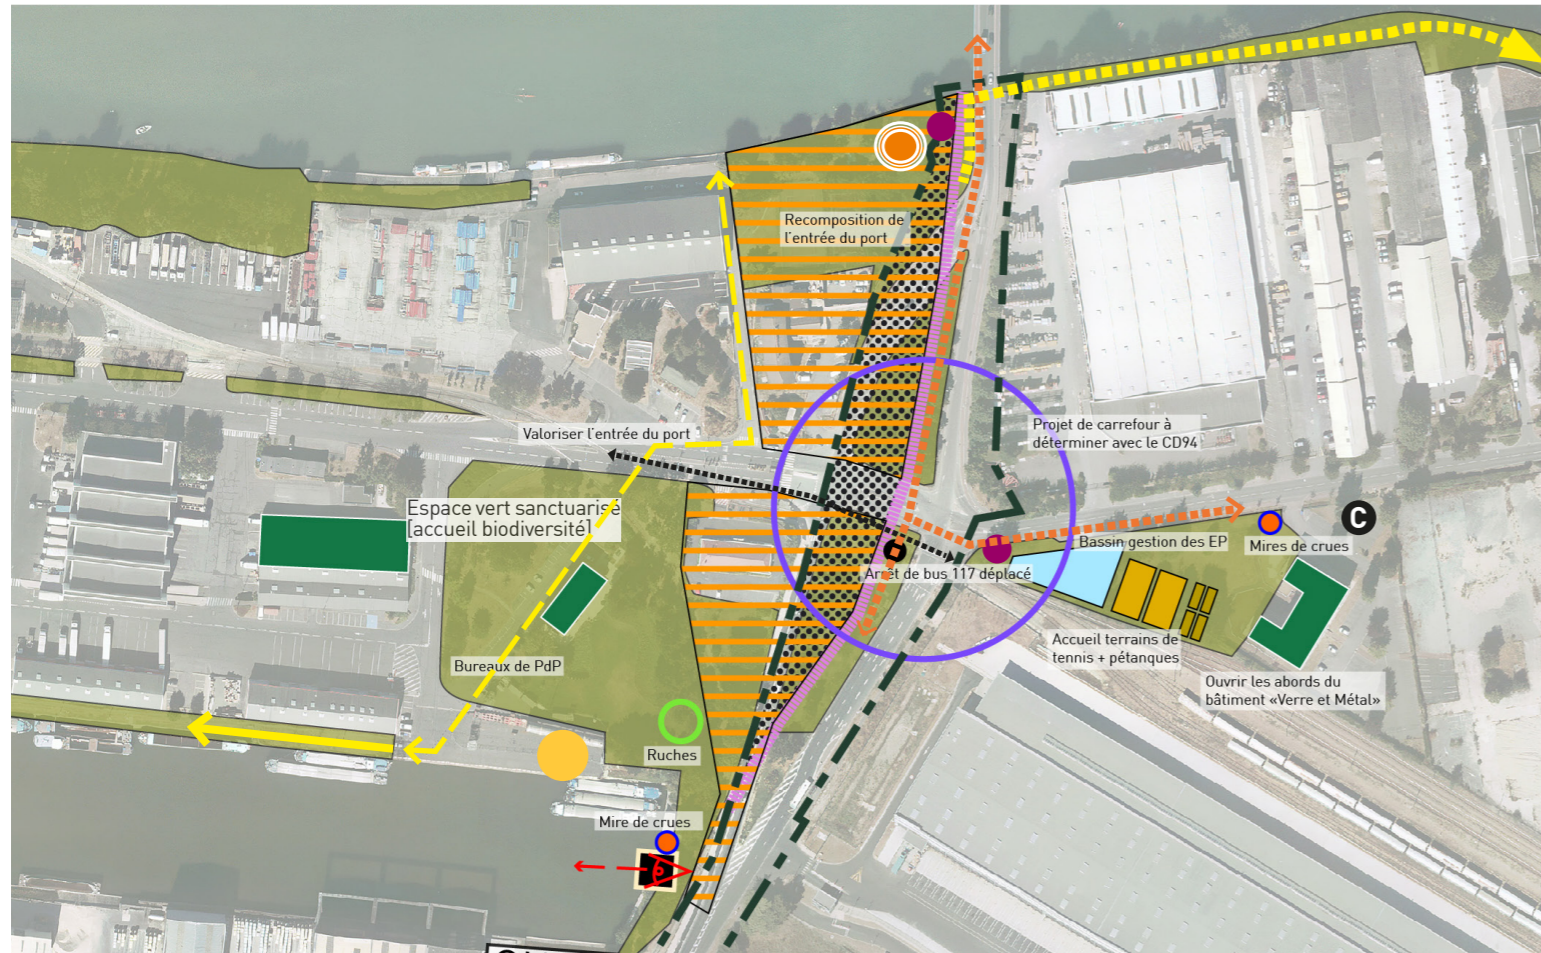 Recomposition de
l'entrée du port
Valoriser l'entrée du port
Projet de carrefour à
déterminer avec le CD94
Espace vert sanctuarisé
[accueil biodiversité]
C
Bassin gestion des EP
Mires de crues
Arrêt de bus 117 déplacé
Accueil terrains de
tennis + pétanques
Bureaux de PdP
Ouvrir les abords du
bâtiment «Verre et Métal»
Ruches
Mire de crues